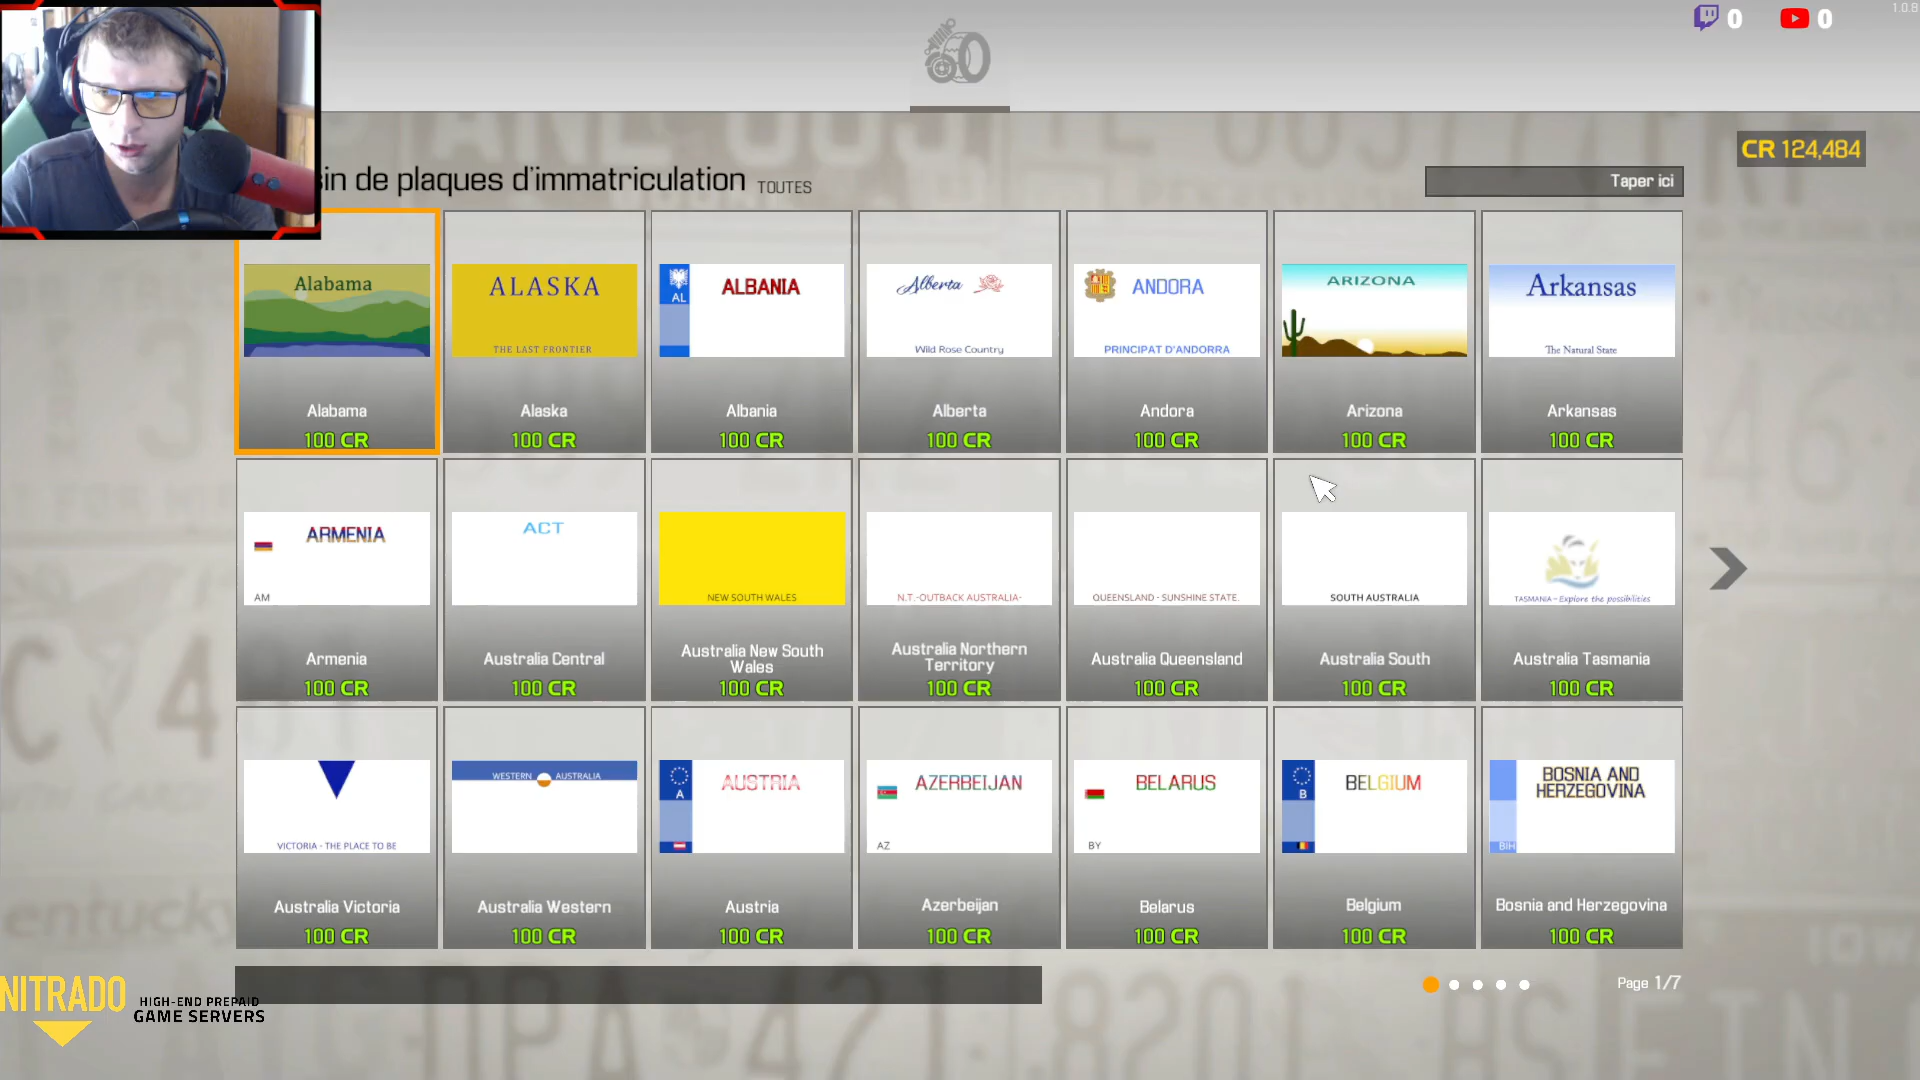 0 0 1.0.8
CR 124,484
in de plaques d'immatriculation TOUTES
Taper ici
Alabama
ALASKA
THE LAST FRONTIER
AL
ALBANIA
Alberta
Wild Rose Country
ANDORA
PRINCIPAT D'ANDORRA
ARIZONA
Arkansas
The Natural State
Alabama Alaska Albania Alberta Andora Arizona Arkansas
100 CR 100 CR 100 CR 100 CR 100 CR 100 CR 100 CR
ARMENIA
AM
ACT
NEW SOUTH WALES
N.T.-OUTBACK AUSTRALIA-
QUEENSLAND - SUNSHINE STATE.
SOUTH AUSTRALIA
TASMANIA - Explore the possibilities
Armenia
Australia Central
Australia New South
Wales
Australia Northern
Territory
Australia Queensland
Australia South
Australia Tasmania
100 CR 100 CR 100 CR 100 CR 100 CR 100 CR 100 CR
VICTORIA - THE PLACE TO BE
WESTERN AUSTRALIA
A
AUSTRIA
AZERBEIJAN
AZ
BELARUS
BY
B
BELGIUM
BOSNIA AND
HERZEGOVINA
BIH
Australia Victoria Australia Western Austria Azerbeijan Belarus Belgium Bosnia and Herzegovina
100 CR 100 CR 100 CR 100 CR 100 CR 100 CR 100 CR
Page 1/7
NITRADO
HIGH-END PREPAID
GAME SERVERS